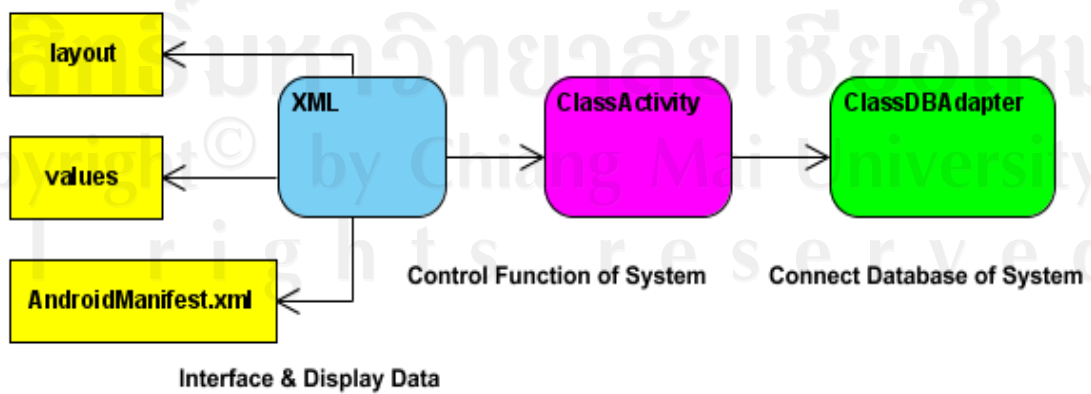 ลิขสิทธิ์มหาวิทยาลัยเชียงใหม่
layout
XML
ClassActivity
ClassDBAdapter
values
Copyright© by Chiang Mai University
AndroidManifest.xml
rights reserved
Control Function of System
Connect Database of System
Interface & Display Data